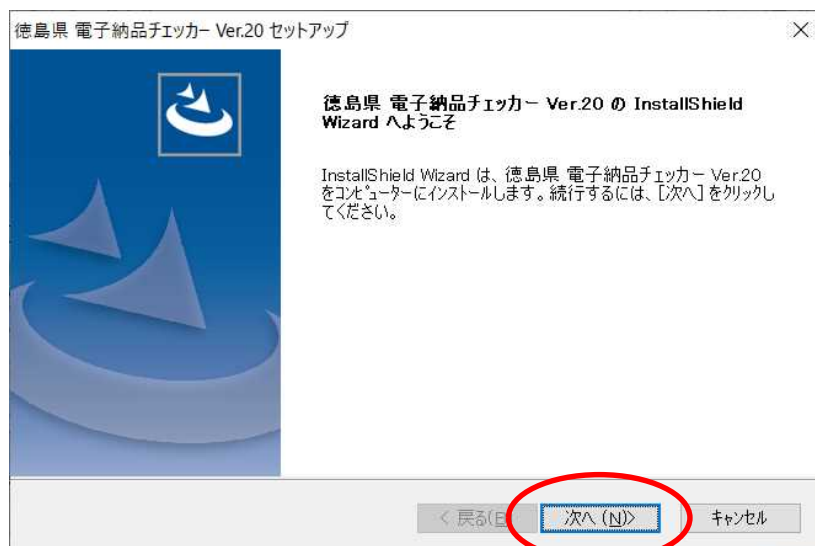 徳島県 電子納品チェッカー Ver.20 セットアップ
徳島県 電子納品チェッカー Ver.20 の InstallShield
Wizard へようこそ
InstallShield Wizard は、徳島県 電子納品チェッカー Ver.20
をコンピューターにインストールします。続行するには、[次へ] をクリックし
てください。
< 戻る(B 次へ (N)> キャンセル